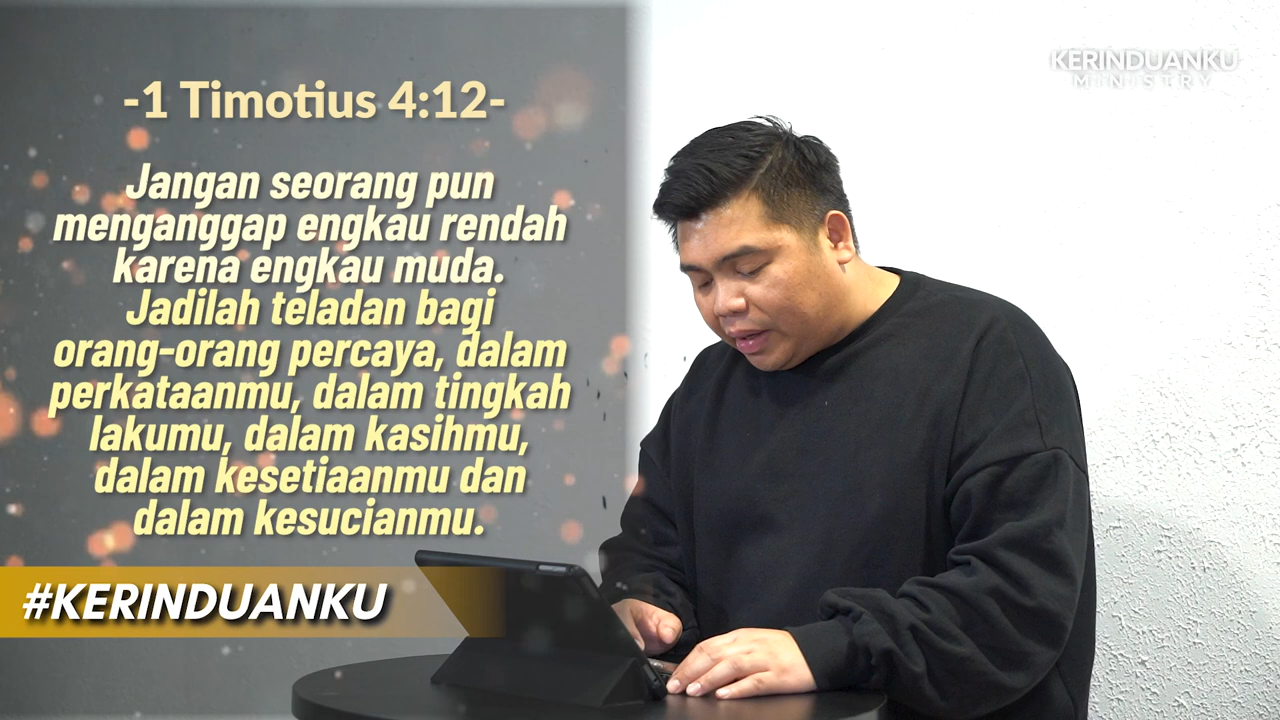 -1 Timotius 4:12-
Jangan seorang pun
menganggap engkau rendah
karena engkau muda.
Jadilah teladan bagi
orang-orang percaya, dalam
perkataanmu, dalam tingkah
lakumu, dalam kasihmu,
dalam kesetiaanmu dan
dalam kesucianmu.
#KERINDUANKU
KERINDUANKU
MINISTRY